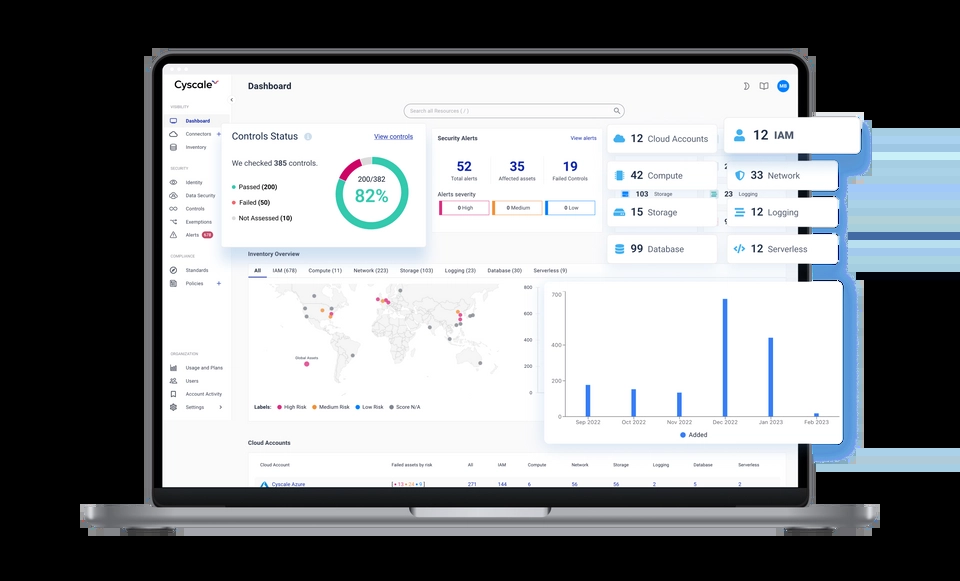 Cyscale
Dashboard
MB
Search all Resources ( / )
VISIBILITY
Dashboard
Connectors +
Inventory
SECURITY
Identity
Data Security
Controls
Exemptions
Alerts 678
COMPLIANCE
Standards
Policies +
ORGANIZATION
Usage and Plans
Users
Account Activity
Settings
Controls Status
View controls
We checked 385 controls.
Passed (200)
Failed (50)
Not Assessed (10)
200/382
82%
Security Alerts
View alerts
52
Total alerts
35
Affected assets
19
Failed Controls
Alerts severity
0 High
0 Medium
0 Low
12 Cloud Accounts
12 IAM
42 Compute
33 Network
103 Storage
23 Logging
15 Storage
12 Logging
99 Database
12 Serverless
Inventory Overview
All
IAM (678)
Compute (11)
Network (223)
Storage (103)
Logging (23)
Database (30)
Serverless (9)
Global Assets
Labels:
High Risk
Medium Risk
Low Risk
Score N/A
800
600
400
200
0
700
400
200
0
Sep 2022
Oct 2022
Nov 2022
Dec 2022
Jan 2023
Feb 2023
Added
Cloud Accounts
Cloud Account
Failed assets by risk
All
IAM
Compute
Network
Storage
Logging
Database
Serverless
Cyscale Azure
271
144
6
56
56
2
5
2